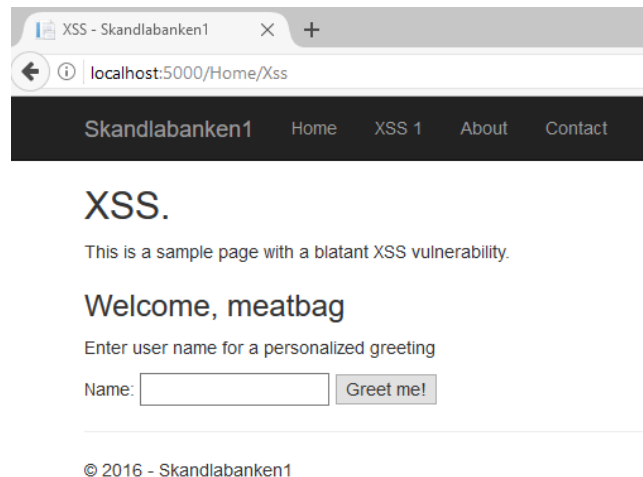 XSS - Skandlabanken1
localhost:5000/Home/Xss
Skandlabanken1 Home XSS 1 About Contact
XSS.
This is a sample page with a blatant XSS vulnerability.
Welcome, meatbag
Enter user name for a personalized greeting
Name: Greet me!
© 2016 - Skandlabanken1